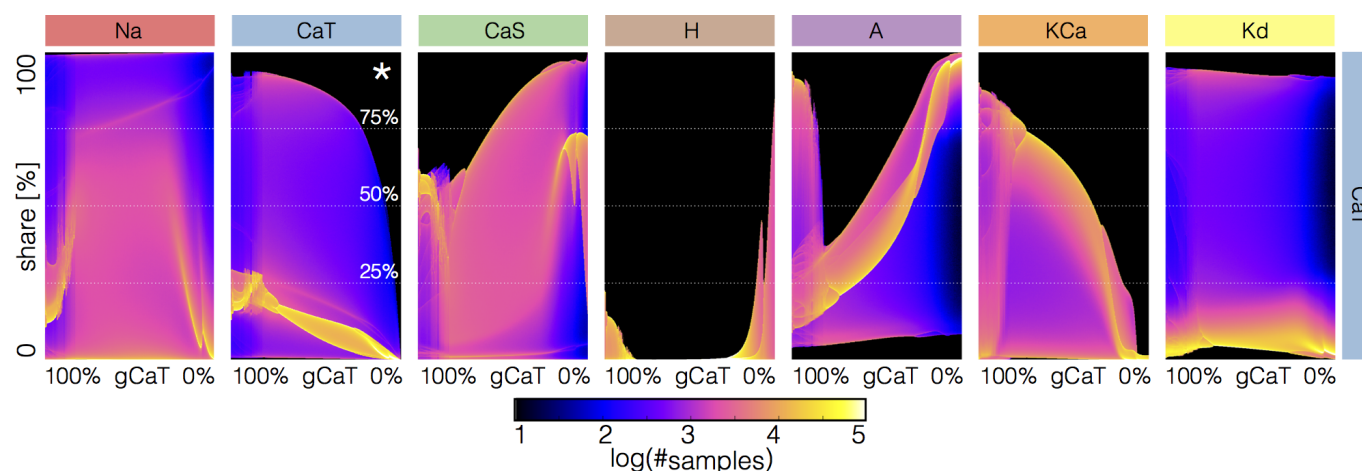 Na CaT CaS H A KCa Kd
share [%]
100
0
*
75%
50%
25%
CaT
100% gCaT 0% 100% gCaT 0% 100% gCaT 0% 100% gCaT 0% 100% gCaT 0% 100% gCaT 0% 100% gCaT 0%
1 2 3 4 5
log(#samples)